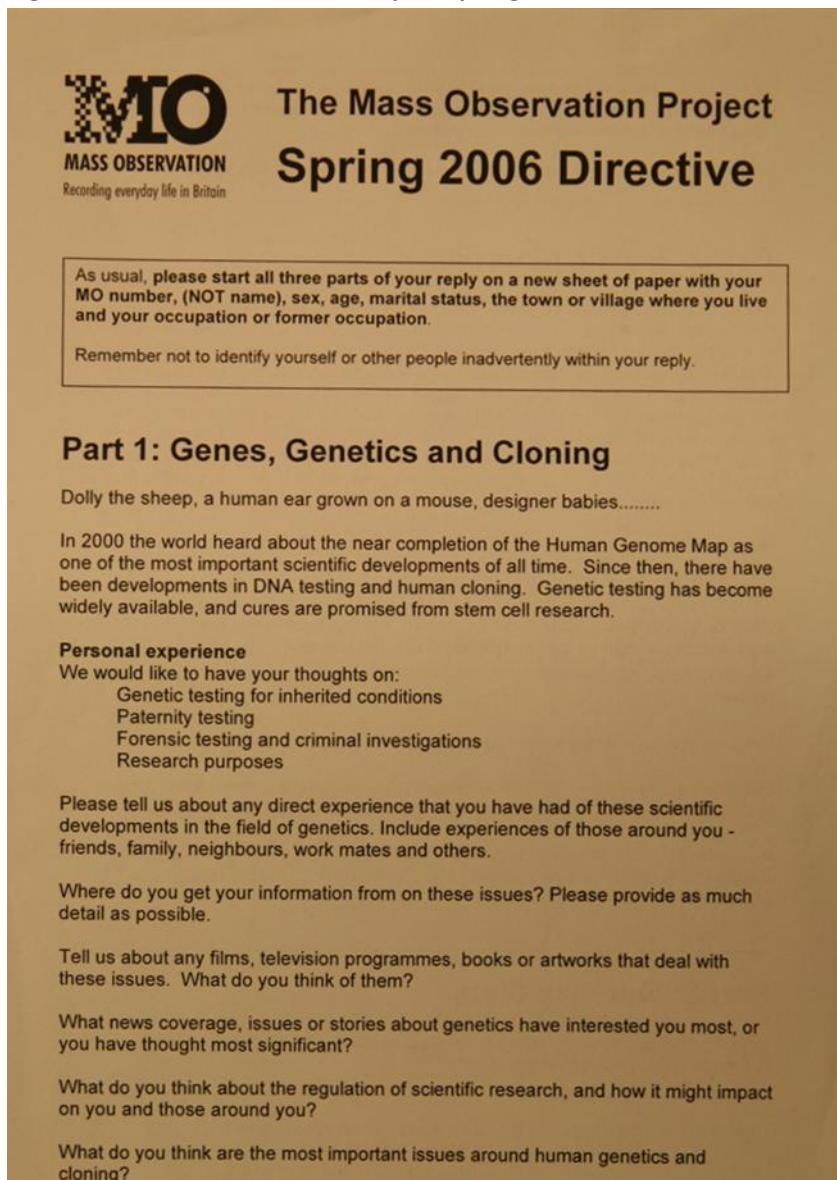 MO
MASS OBSERVATION
Recording everyday life in Britain
The Mass Observation Project
Spring 2006 Directive
As usual, please start all three parts of your reply on a new sheet of paper with your
MO number, (NOT name), sex, age, marital status, the town or village where you live
and your occupation or former occupation.
Remember not to identify yourself or other people inadvertently within your reply.
Part 1: Genes, Genetics and Cloning
Dolly the sheep, a human ear grown on a mouse, designer babies........
In 2000 the world heard about the near completion of the Human Genome Map as
one of the most important scientific developments of all time. Since then, there have
been developments in DNA testing and human cloning. Genetic testing has become
widely available, and cures are promised from stem cell research.
Personal experience
We would like to have your thoughts on:
Genetic testing for inherited conditions
Paternity testing
Forensic testing and criminal investigations
Research purposes
Please tell us about any direct experience that you have had of these scientific
developments in the field of genetics. Include experiences of those around you -
friends, family, neighbours, work mates and others.
Where do you get your information from on these issues? Please provide as much
detail as possible.
Tell us about any films, television programmes, books or artworks that deal with
these issues. What do you think of them?
What news coverage, issues or stories about genetics have interested you most, or
you have thought most significant?
What do you think about the regulation of scientific research, and how it might impact
on you and those around you?
What do you think are the most important issues around human genetics and
cloning?